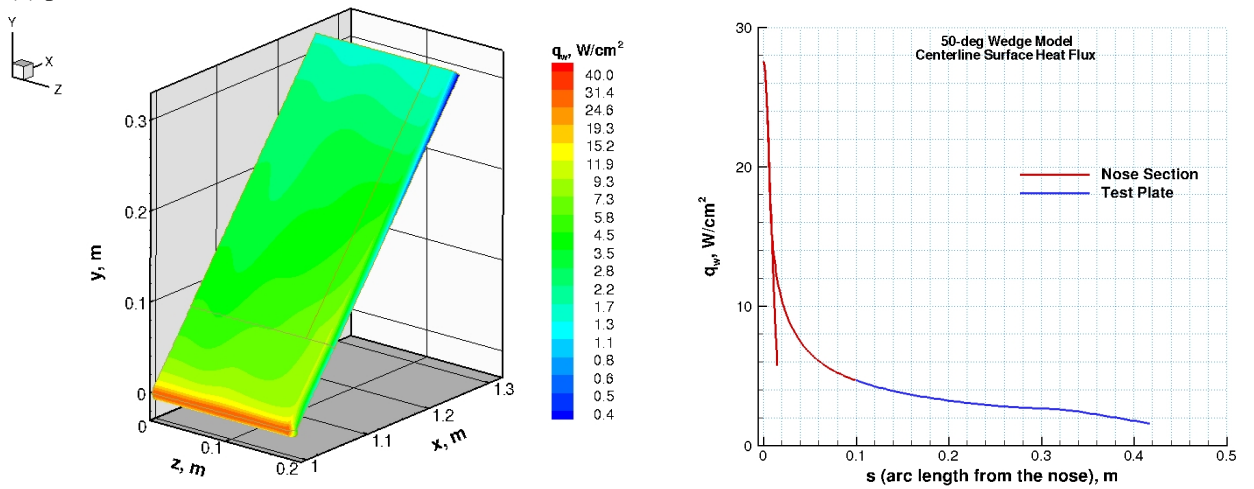 Y
X
Z
q_w, W/cm²
40.0
31.4
24.6
19.3
15.2
11.9
9.3
7.3
5.8
4.5
3.5
2.8
2.2
1.7
1.3
1.1
0.8
0.6
0.5
0.4
y, m
0.3
0.2
0.1
0
0
0.1
0.2
z, m
1
1.1
1.2
1.3
x, m
50-deg Wedge Model
Centerline Surface Heat Flux
Nose Section
Test Plate
q_w, W/cm²
30
20
10
0
0 0.1 0.2 0.3 0.4 0.5
s (arc length from the nose), m